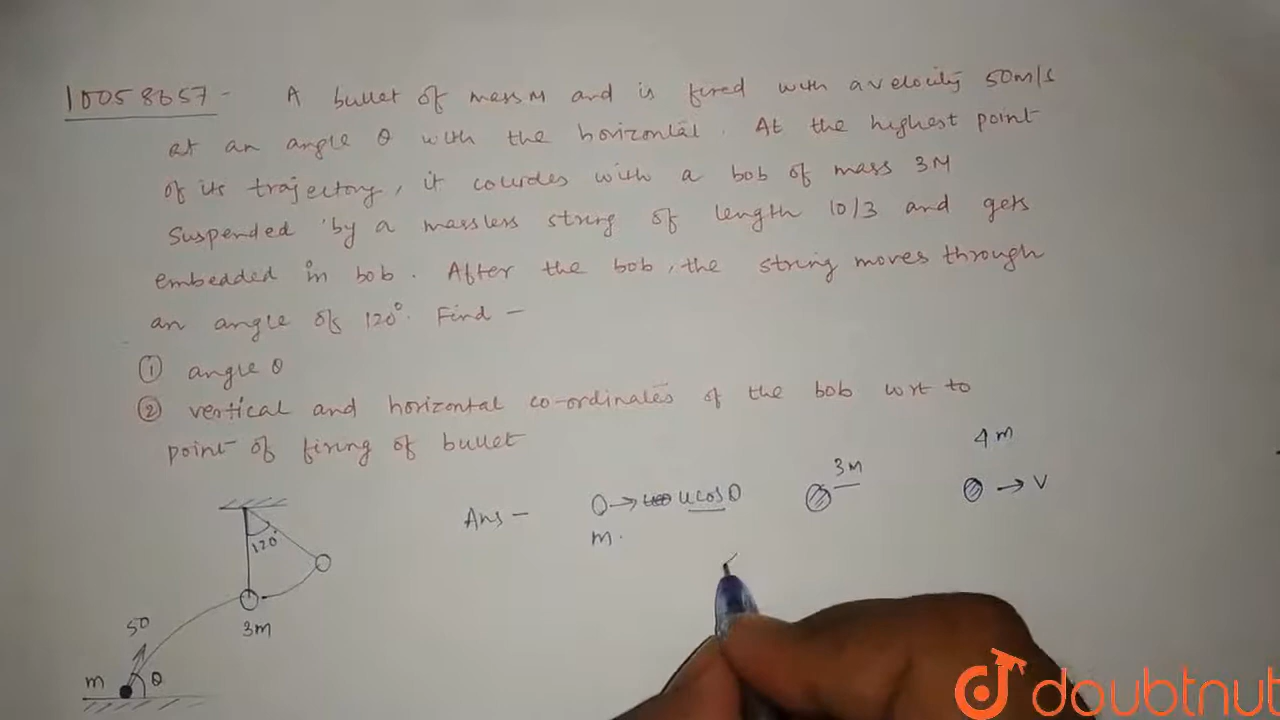 10058657 - A bullet of mass M and is fired with a velocity 50m/s
at an angle θ with the horizontal. At the highest point
of its trajectory, it coLLides with a bob of mass 3M
suspended by a massless string of length 10/3 and gets
embedded in bob. After the bob, the string moves through
an angle of 120°. Find -
① angle θ
② vertical and horizontal co-ordinates of the bob wrt to
point of firing of bullet
4m
3M
Ans - → ucosθ → v
m.
120°
50
3m
m θ
doubtnut